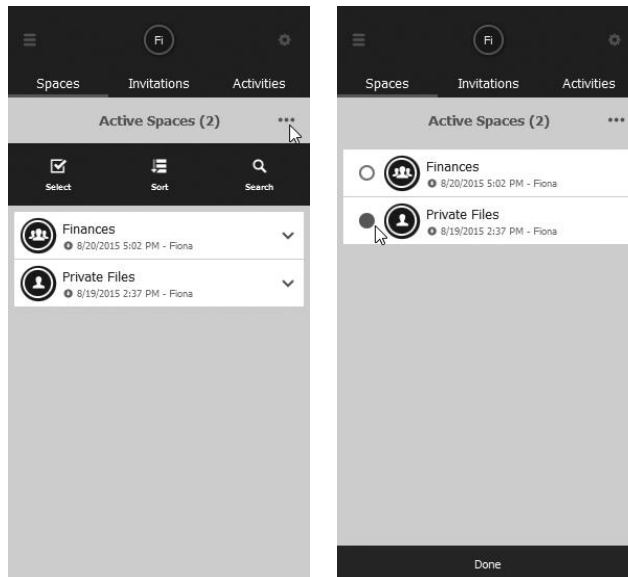 Fi
Spaces Invitations Activities
Active Spaces (2)
Select Sort Search
Finances
8/20/2015 5:02 PM - Fiona
Private Files
8/19/2015 2:37 PM - Fiona
Fi
Spaces Invitations Activities
Active Spaces (2)
Finances
8/20/2015 5:02 PM - Fiona
Private Files
8/19/2015 2:37 PM - Fiona
Done